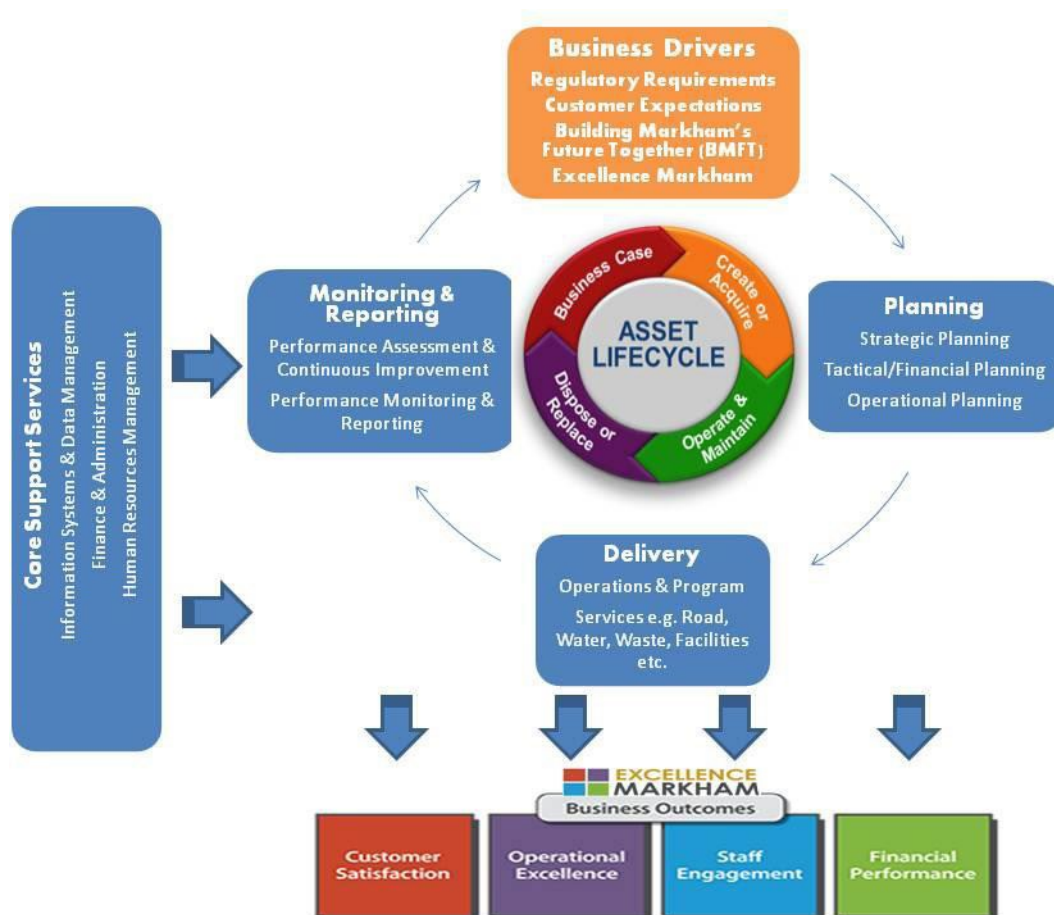 Business Drivers
Regulatory Requirements
Customer Expectations
Building Markham's
Future Together (BMFT)
Excellence Markham
Core Support Services
Information Systems & Data Management
Finance & Administration
Human Resources Management
Monitoring &
Reporting
Performance Assessment &
Continuous Improvement
Performance Monitoring &
Reporting
Business Case
Create or
Acquire
Operate &
Maintain
Dispose or
Replace
ASSET
LIFECYCLE
Planning
Strategic Planning
Tactical/Financial Planning
Operational Planning
Delivery
Operations & Program
Services e.g. Road,
Water, Waste, Facilities
etc.
EXCELLENCE
MARKHAM
Business Outcomes
Customer
Satisfaction
Operational
Excellence
Staff
Engagement
Financial
Performance